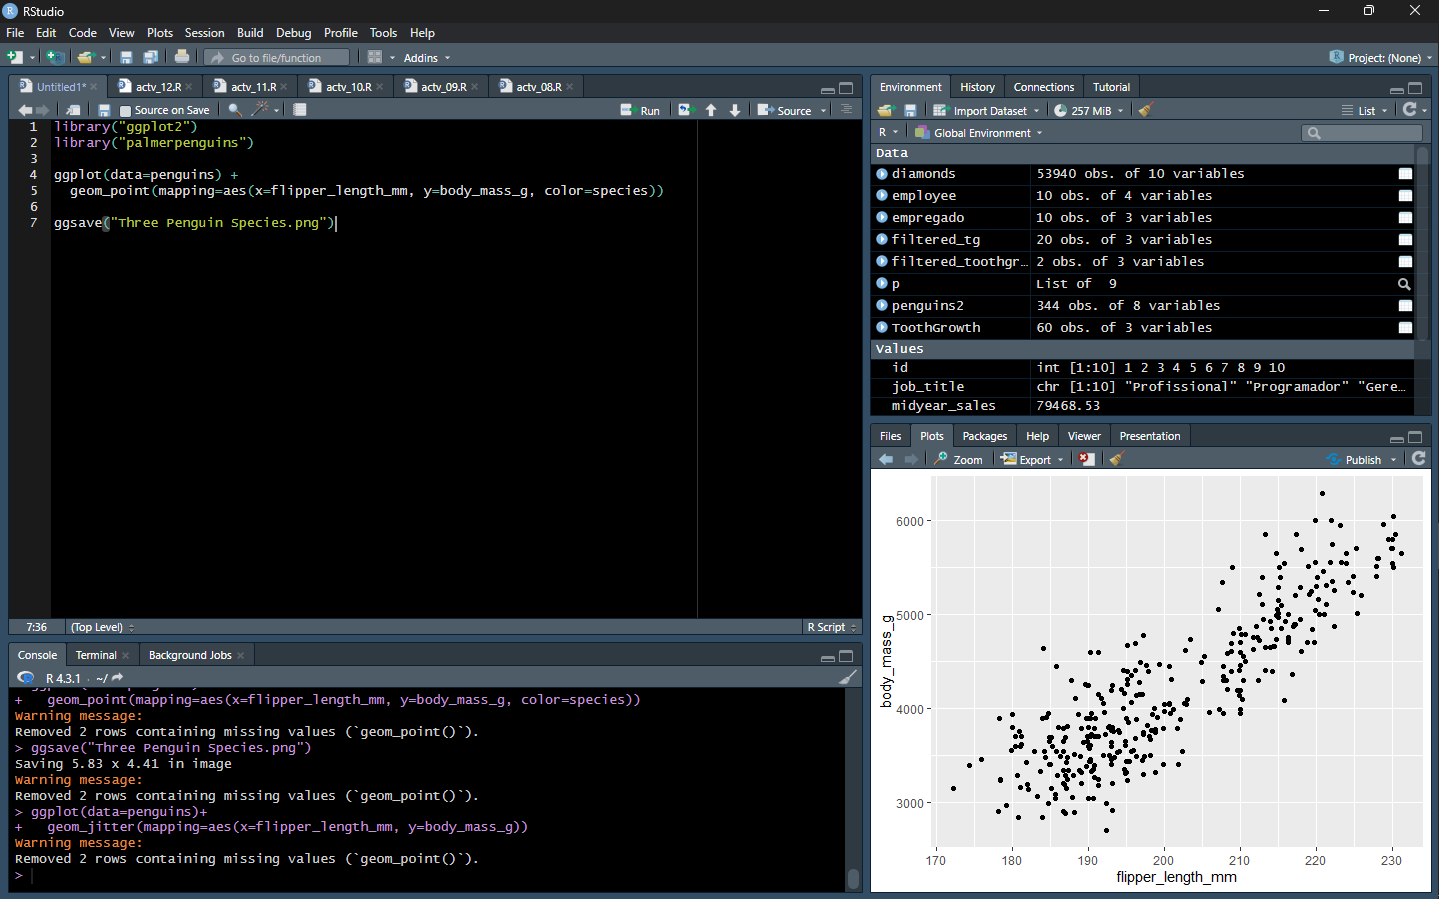 RStudio
File Edit Code View Plots Session Build Debug Profile Tools Help
Go to file/function Addins Project: (None)
Untitled1* actv_12.R actv_11.R actv_10.R actv_09.R actv_08.R
Source on Save Run Source
1 library("ggplot2")
2 library("palmerpenguins")
3
4 ggplot(data=penguins) +
5 geom_point(mapping=aes(x=flipper_length_mm, y=body_mass_g, color=species))
6
7 ggsave("Three Penguin Species.png")
7:36 (Top Level) R Script
Console Terminal Background Jobs
R 4.3.1 · ~/
+ geom_point(mapping=aes(x=flipper_length_mm, y=body_mass_g, color=species))
Warning message:
Removed 2 rows containing missing values (`geom_point()`).
> ggsave("Three Penguin Species.png")
Saving 5.83 x 4.41 in image
Warning message:
Removed 2 rows containing missing values (`geom_point()`).
> ggplot(data=penguins)+
+ geom_jitter(mapping=aes(x=flipper_length_mm, y=body_mass_g))
Warning message:
Removed 2 rows containing missing values (`geom_point()`).
>
Environment History Connections Tutorial
Import Dataset 257 MiB List
R Global Environment
Data
diamonds 53940 obs. of 10 variables
employee 10 obs. of 4 variables
empregado 10 obs. of 3 variables
filtered_tg 20 obs. of 3 variables
filtered_toothgr… 2 obs. of 3 variables
p List of 9
penguins2 344 obs. of 8 variables
ToothGrowth 60 obs. of 3 variables
Values
id int [1:10] 1 2 3 4 5 6 7 8 9 10
job_title chr [1:10] "Profissional" "Programador" "Gere…
midyear_sales 79468.53
Files Plots Packages Help Viewer Presentation
Zoom Export Publish
6000
5000
4000
3000
body_mass_g
170 180 190 200 210 220 230
flipper_length_mm